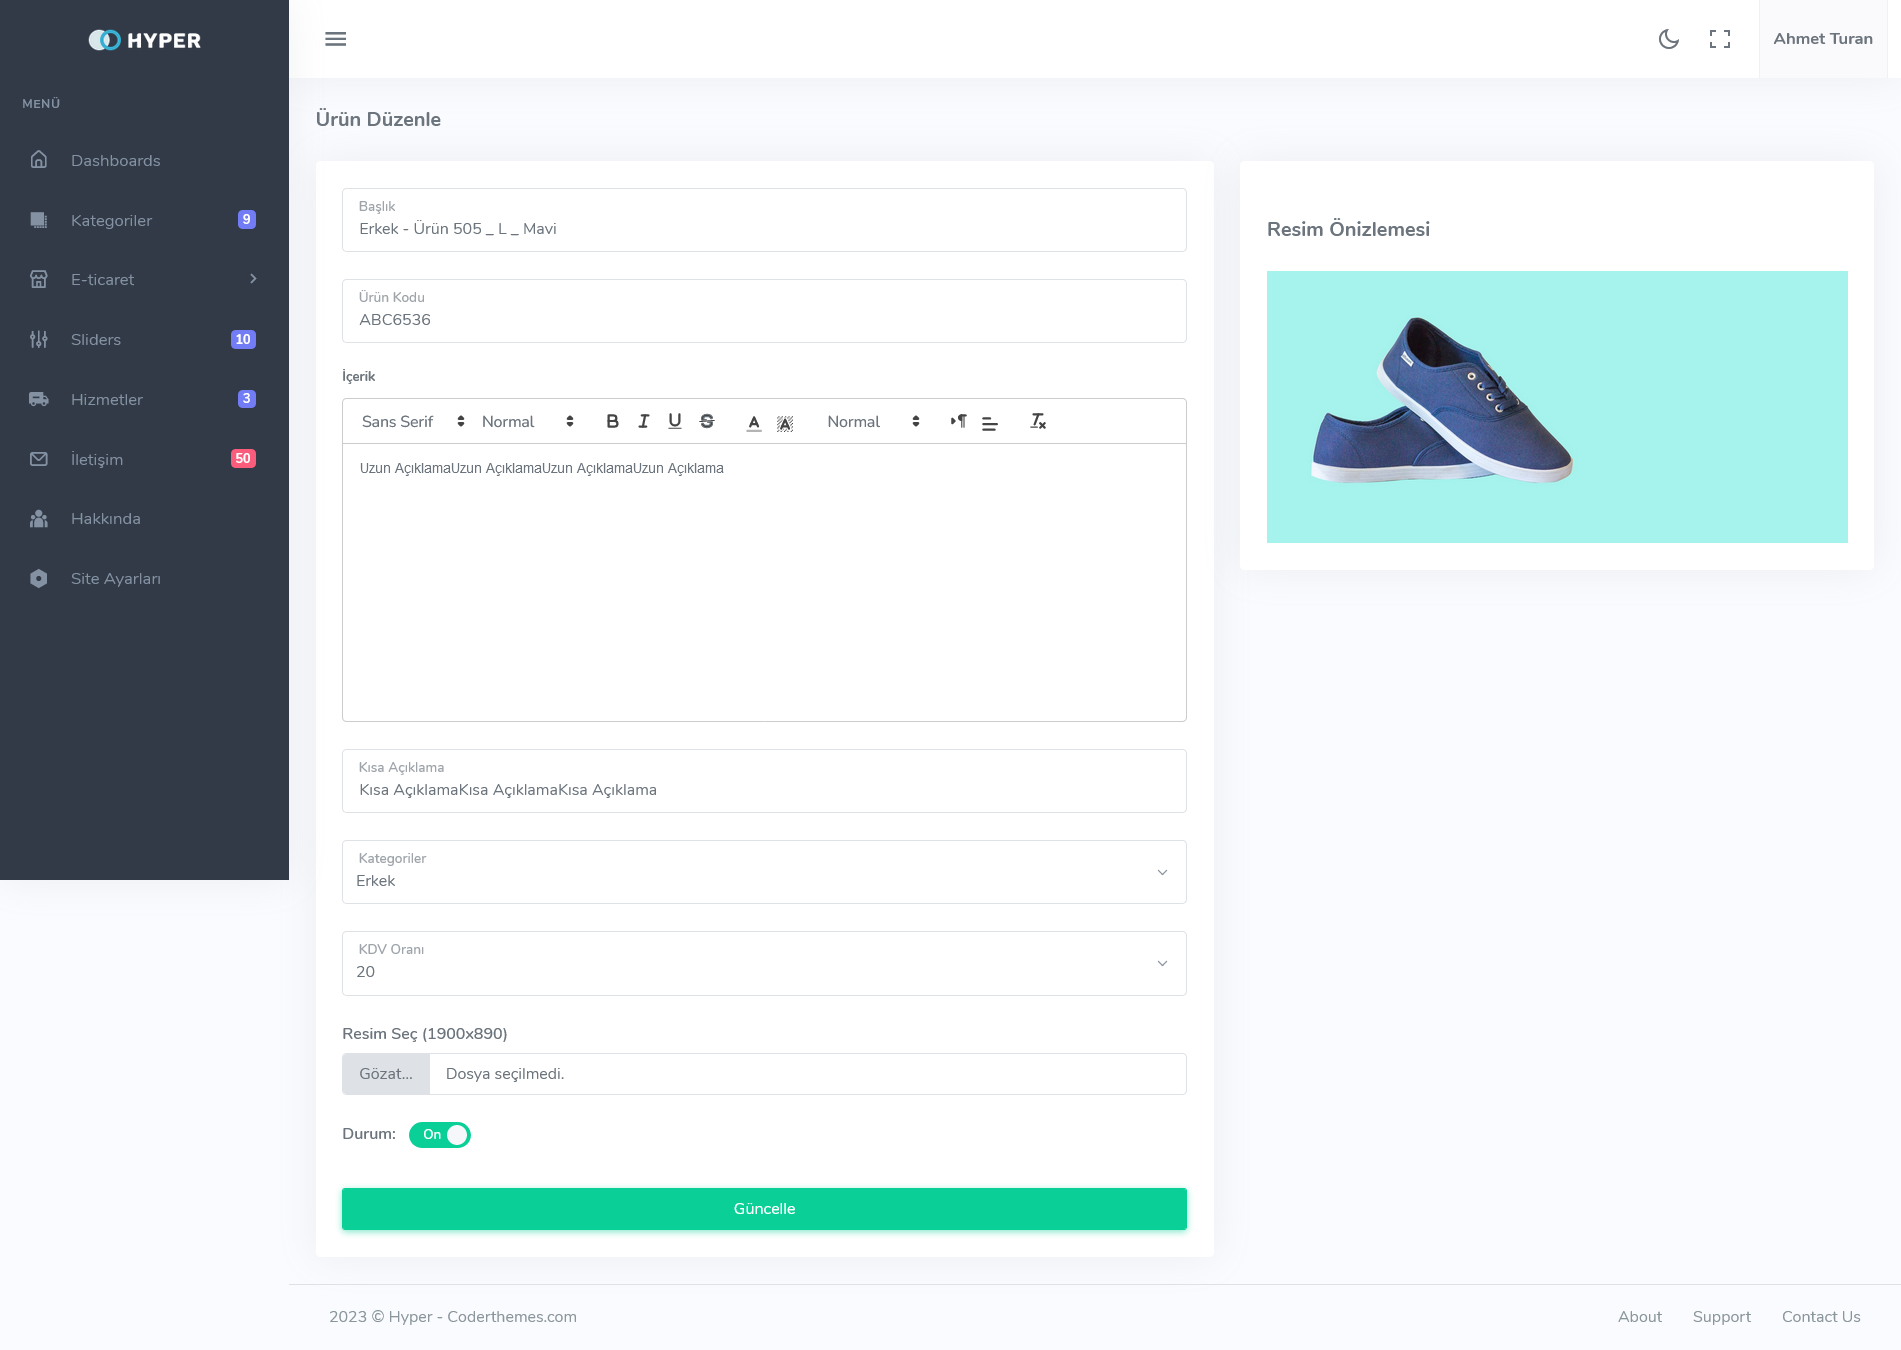 HYPER
Ahmet Turan
MENÜ
Dashboards
Kategoriler 9
E-ticaret
Sliders 10
Hizmetler 3
İletişim 50
Hakkında
Site Ayarları
Ürün Düzenle
Başlık
Erkek - Ürün 505 _ L _ Mavi
Ürün Kodu
ABC6536
İçerik
Sans Serif Normal B I U S A A Normal
Uzun AçıklamaUzun AçıklamaUzun AçıklamaUzun Açıklama
Kısa Açıklama
Kısa AçıklamaKısa AçıklamaKısa Açıklama
Kategoriler
Erkek
KDV Oranı
20
Resim Seç (1900x890)
Gözat... Dosya seçilmedi.
Durum: On
Güncelle
Resim Önizlemesi
2023 © Hyper - Coderthemes.com
About Support Contact Us